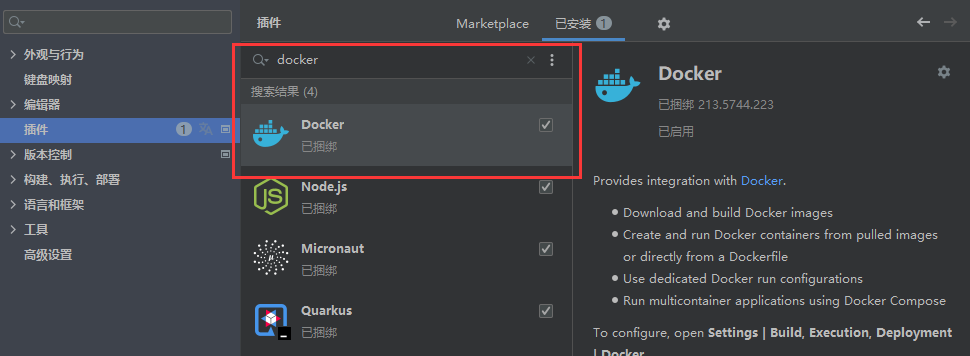 插件
Marketplace
已安装 1
外观与行为
键盘映射
编辑器
插件 1
版本控制
构建、执行、部署
语言和框架
工具
高级设置
docker
搜索结果 (4)
Docker
已捆绑
Node.js
已捆绑
Micronaut
已捆绑
Quarkus
已捆绑
Docker
已捆绑 213.5744.223
已启用
Provides integration with Docker.
Download and build Docker images
Create and run Docker containers from pulled images
or directly from a Dockerfile
Use dedicated Docker run configurations
Run multicontainer applications using Docker Compose
To configure, open Settings | Build, Execution, Deployment
| Docker